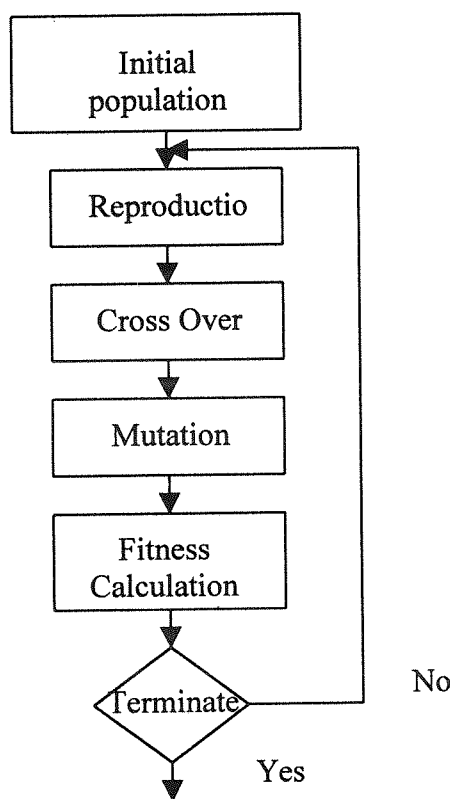 Initial
population
Reproductio
Cross Over
Mutation
Fitness
Calculation
Terminate
No
Yes